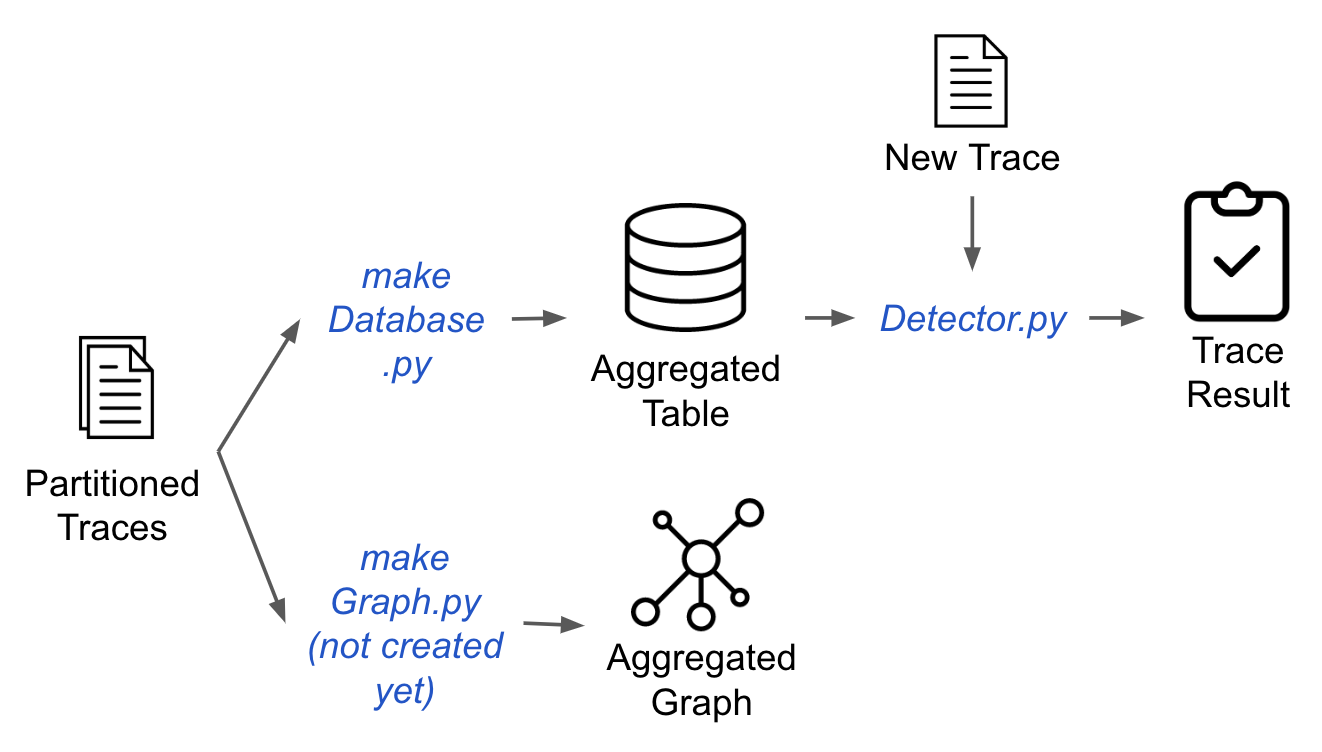 New Trace
make
Database
.py
Detector.py
Aggregated
Table
Trace
Result
Partitioned
Traces
make
Graph.py
(not created
yet)
Aggregated
Graph